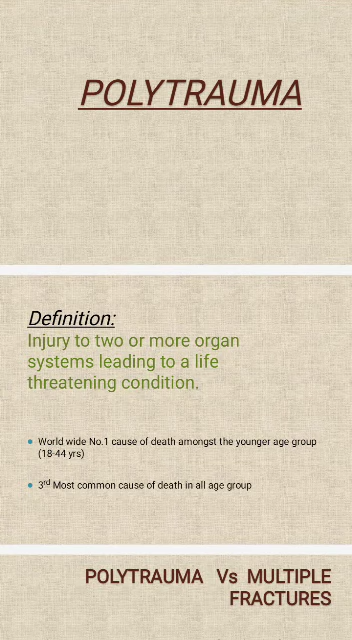 POLYTRAUMA
Definition:
Injury to two or more organ
systems leading to a life
threatening condition.
World wide No.1 cause of death amongst the younger age group
(18-44 yrs)
3rd Most common cause of death in all age group
POLYTRAUMA Vs MULTIPLE
FRACTURES